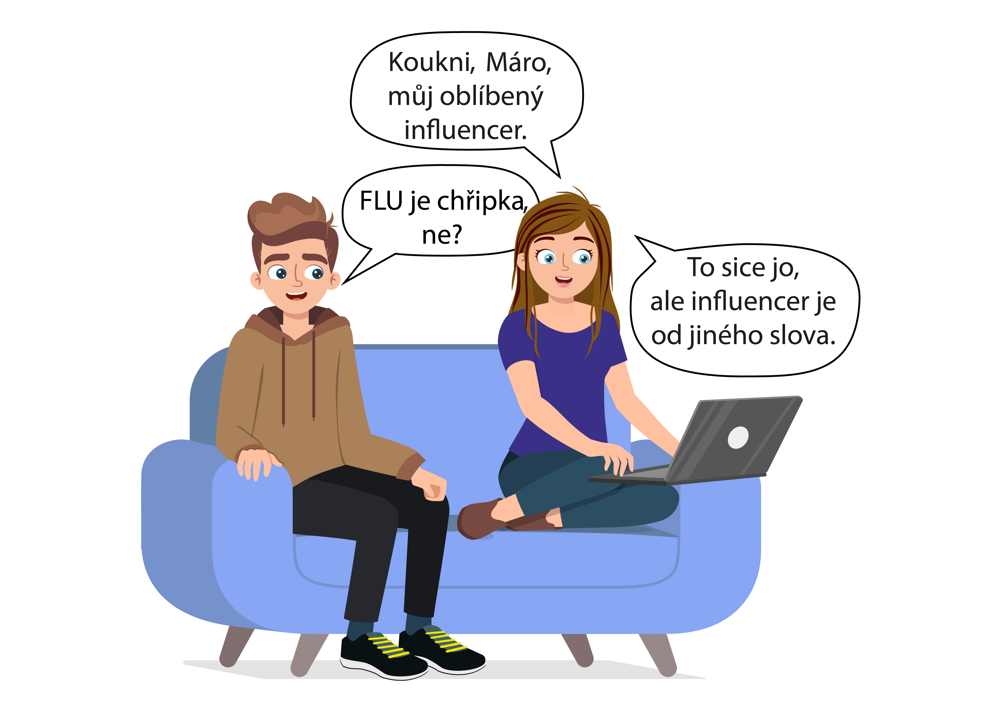 Koukni, Máro,
můj oblíbený
influencer.
FLU je chřipka,
ne?
To sice jo,
ale influencer je
od jiného slova.